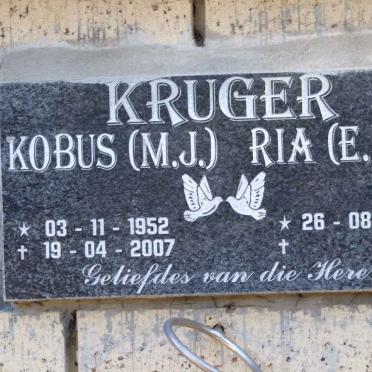 KRUGER
KOBUS (M.J.) RIA (E.
★ 03 - 11 - 1952 ★ 26 - 08
✝ 19 - 04 - 2007 ✝
Geliefdes van die Here